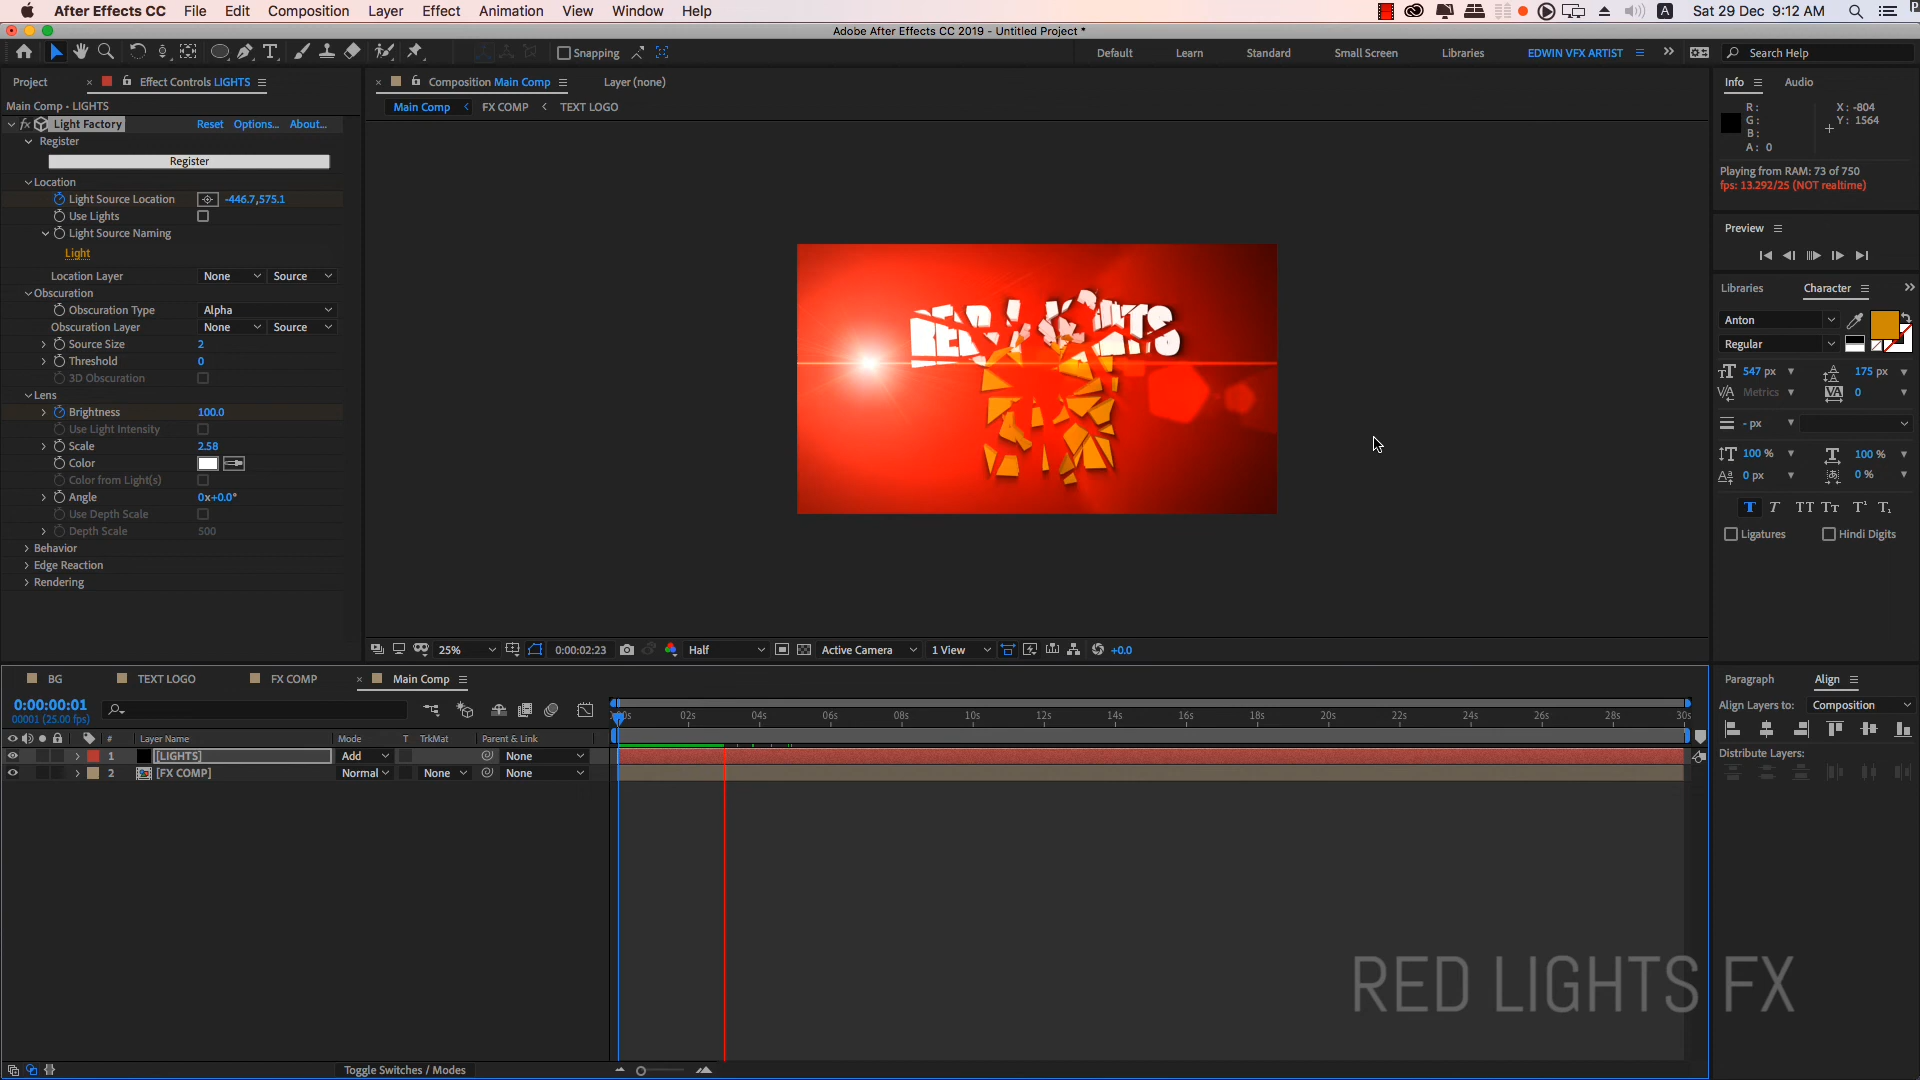 After Effects CC File Edit Composition Layer Effect Animation View Window Help
A Sat 29 Dec 9:12 AM
Adobe After Effects CC 2019 - Untitled Project *
Snapping
Default Learn Standard Small Screen Libraries EDWIN VFX ARTIST Search Help
Project Effect Controls LIGHTS
Main Comp • LIGHTS
fx Light Factory Reset Options... About...
Register
Register
Location
Light Source Location -446.7,575.1
Use Lights
Light Source Naming
Light
Location Layer None Source
Obscuration
Obscuration Type Alpha
Obscuration Layer None Source
Source Size 2
Threshold 0
3D Obscuration
Lens
Brightness 100.0
Use Light Intensity
Scale 2.58
Color
Color from Light(s)
Angle 0x+0.0°
Use Depth Scale
Depth Scale 500
Behavior
Edge Reaction
Rendering
Composition Main Comp Layer (none)
Main Comp FX COMP TEXT LOGO
25% 0:00:02:23 Half Active Camera 1 View +0.0
Info Audio
R: X: -804
G: Y: 1564
B:
A: 0
Playing from RAM: 73 of 750
fps: 13.292/25 (NOT realtime)
Preview
Libraries Character
Anton
Regular
547 px 175 px
Metrics 0
- px
100 % 100 %
0 px 0 %
Ligatures Hindi Digits
Paragraph Align
Align Layers to: Composition
Distribute Layers:
BG TEXT LOGO FX COMP Main Comp
0:00:00:01
00001 (25.00 fps)
:00s 02s 04s 06s 08s 10s 12s 14s 16s 18s 20s 22s 24s 26s 28s 30s
# Layer Name Mode T TrkMat Parent & Link
1 [LIGHTS] Add None
2 [FX COMP] Normal None None
Toggle Switches / Modes
RED LIGHTS FX